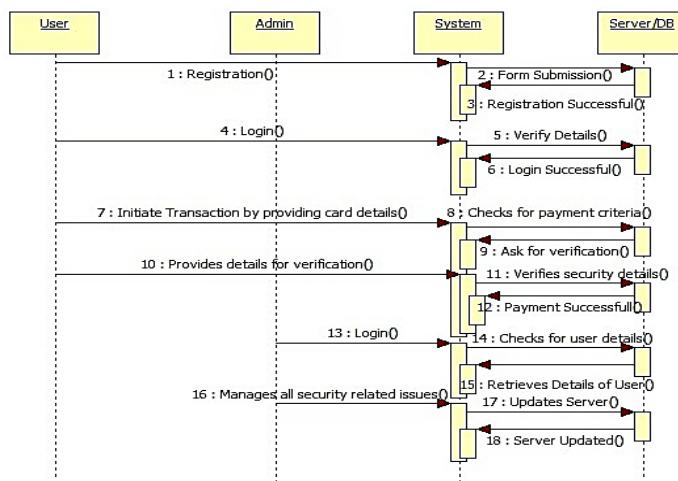 User Admin System Server/DB
1 : Registration()
2 : Form Submission()
3 : Registration Successful()
4 : Login()
5 : Verify Details()
6 : Login Successful()
7 : Initiate Transaction by providing card details()
8 : Checks for payment criteria()
9 : Ask for verification()
10 : Provides details for verification()
11 : Verifies security details()
12 : Payment Successfull()
13 : Login()
14 : Checks for user details()
15 : Retrieves Details of User()
16 : Manages all security related issues()
17 : Updates Server()
18 : Server Updated()